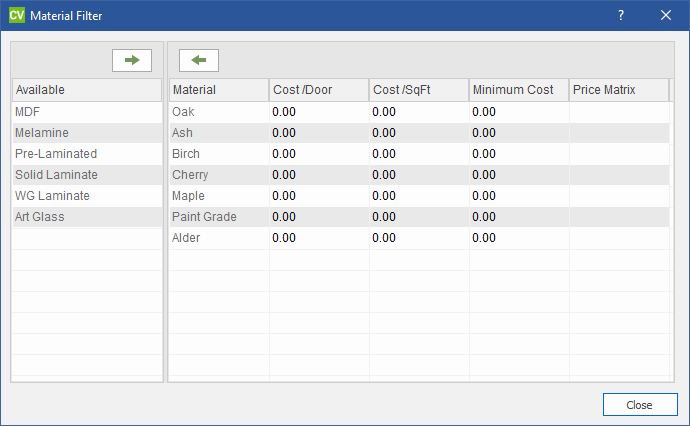 CV Material Filter ?
Available
MDF
Melamine
Pre-Laminated
Solid Laminate
WG Laminate
Art Glass
Material Cost /Door Cost /SqFt Minimum Cost Price Matrix
Oak 0.00 0.00 0.00
Ash 0.00 0.00 0.00
Birch 0.00 0.00 0.00
Cherry 0.00 0.00 0.00
Maple 0.00 0.00 0.00
Paint Grade 0.00 0.00 0.00
Alder 0.00 0.00 0.00
Close